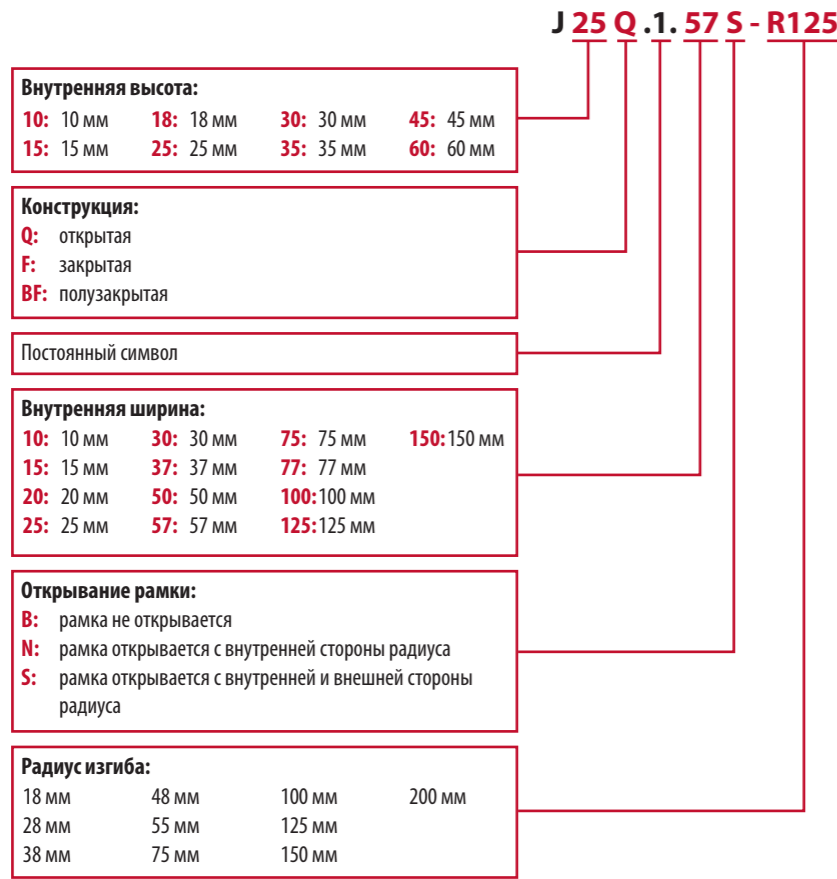 J 25 Q .1. 57 S - R125
Внутренняя высота:
10: 10 мм 18: 18 мм 30: 30 мм 45: 45 мм
15: 15 мм 25: 25 мм 35: 35 мм 60: 60 мм
Конструкция:
Q: открытая
F: закрытая
BF: полузакрытая
Постоянный символ
Внутренняя ширина:
10: 10 мм 30: 30 мм 75: 75 мм 150: 150 мм
15: 15 мм 37: 37 мм 77: 77 мм
20: 20 мм 50: 50 мм 100: 100 мм
25: 25 мм 57: 57 мм 125: 125 мм
Открывание рамки:
B: рамка не открывается
N: рамка открывается с внутренней стороны радиуса
S: рамка открывается с внутренней и внешней стороны
радиуса
Радиус изгиба:
18 мм 48 мм 100 мм 200 мм
28 мм 55 мм 125 мм
38 мм 75 мм 150 мм